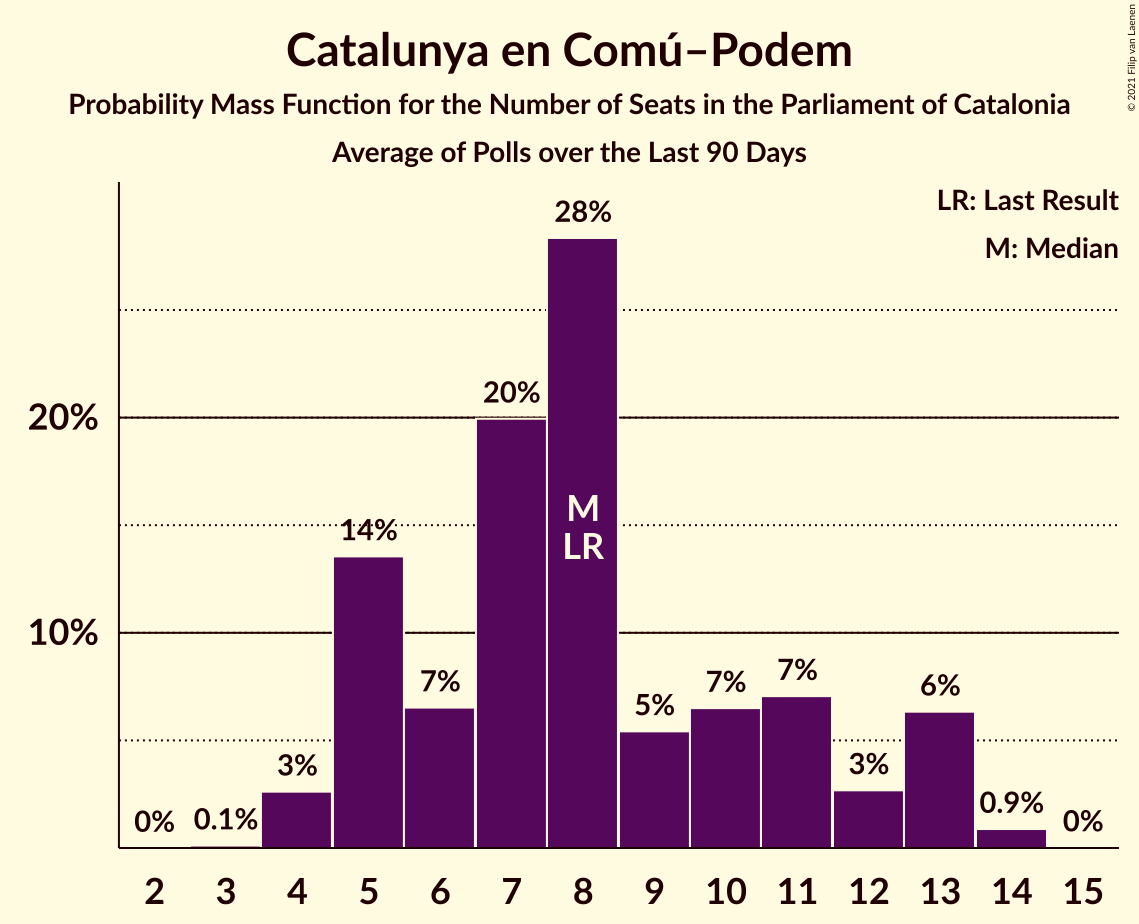 Catalunya en Comú–Podem
Probability Mass Function for the Number of Seats in the Parliament of Catalonia
Average of Polls over the Last 90 Days
© 2021 Filip van Laenen
LR: Last Result
M: Median
28%
20%
20%
M
LR
14%
10%
7%
7%
7%
6%
5%
3%
3%
0.9%
0%
0.1%
0%
2 3 4 5 6 7 8 9 10 11 12 13 14 15